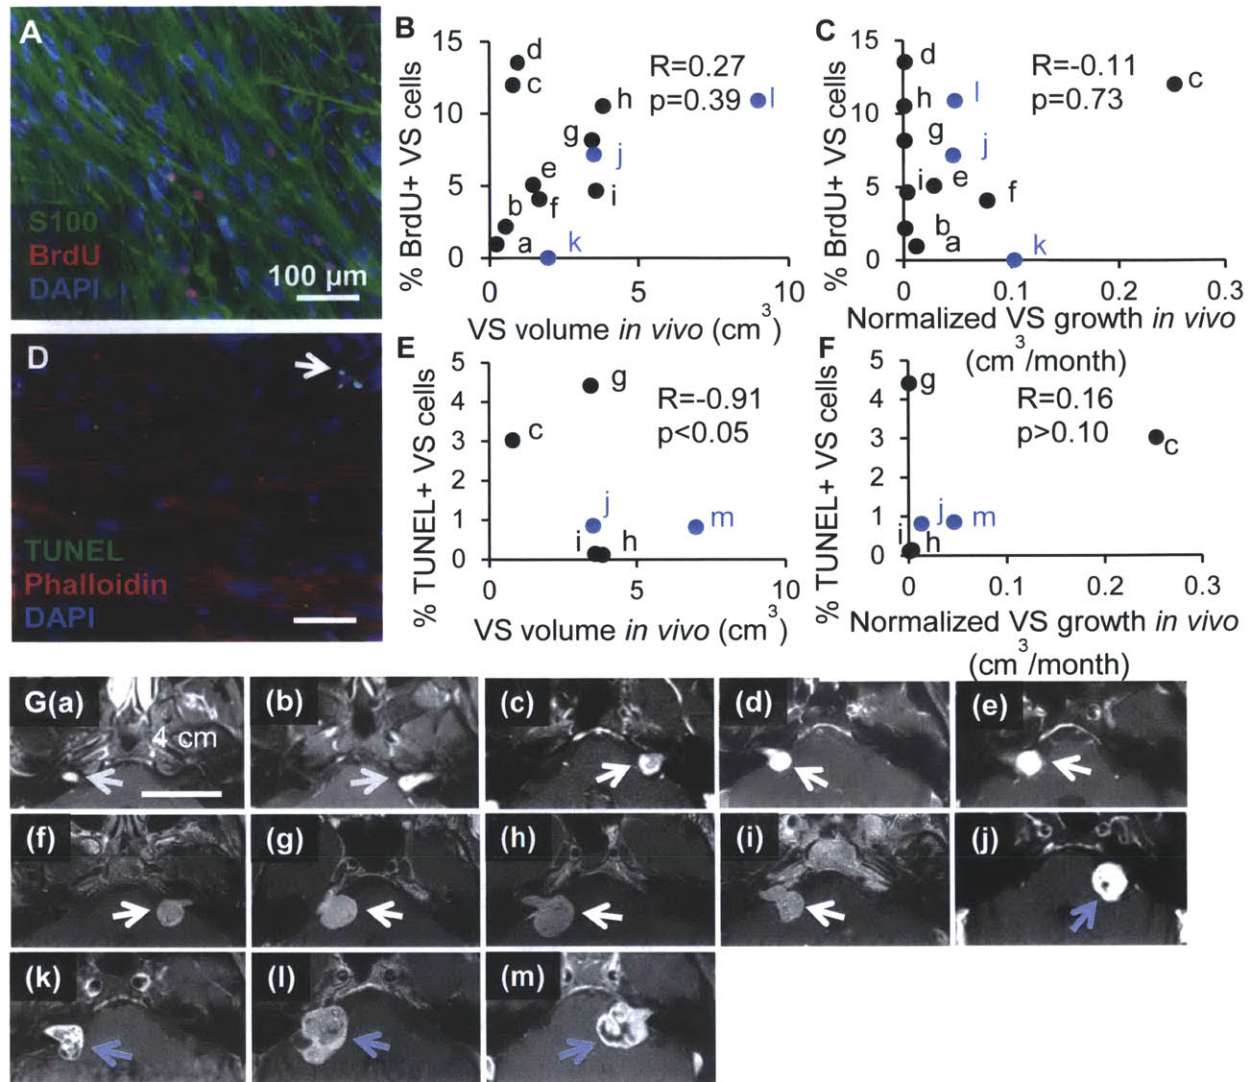 A
S100
BrdU
DAPI
100 µm
B
% BrdU+ VS cells
15
10
5
0
d
c
h
l
g
j
e
i
f
b
a
k
R=0.27
p=0.39
0
5
10
VS volume in vivo (cm3)
C
% BrdU+ VS cells
15
10
5
0
d
l
c
h
g
j
i
e
f
b
a
k
R=-0.11
p=0.73
0
0.1
0.2
0.3
Normalized VS growth in vivo
(cm3/month)
D
TUNEL
Phalloidin
DAPI
E
% TUNEL+ VS cells
5
4
3
2
1
0
g
c
j
m
i
h
R=-0.91
p<0.05
0
5
10
VS volume in vivo (cm3)
F
% TUNEL+ VS cells
5
4
3
2
1
0
g
c
j
m
i
h
R=0.16
p>0.10
0
0.1
0.2
0.3
Normalized VS growth in vivo
(cm3/month)
G(a)
4 cm
(b)
(c)
(d)
(e)
(f)
(g)
(h)
(i)
(j)
(k)
(l)
(m)